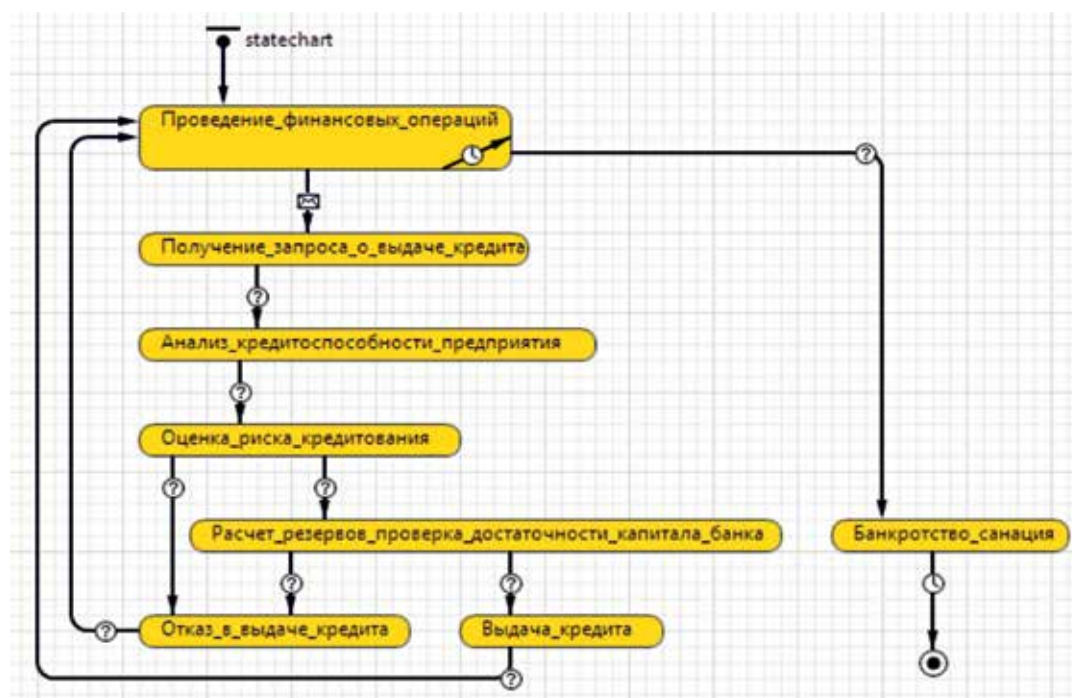 statechart
Проведение_финансовых_операций
Получение_запроса_о_выдаче_кредита
Анализ_кредитоспособности_предприятия
Оценка_риска_кредитования
Расчет_резервов_проверка_достаточности_капитала_банка
Банкротство_санация
Отказ_в_выдаче_кредита
Выдача_кредита